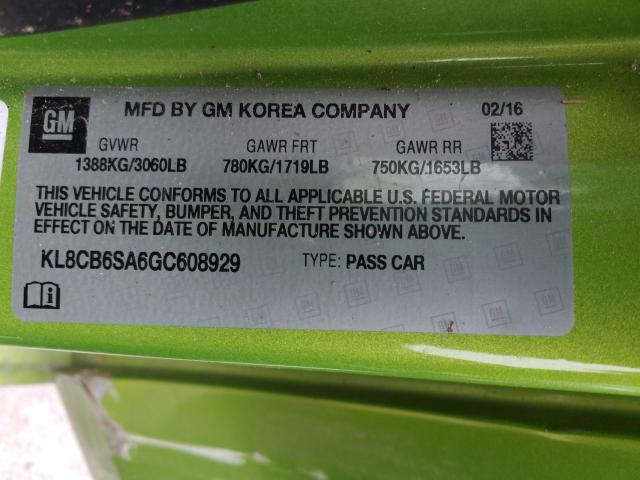 GM MFD BY GM KOREA COMPANY 02/16
GVWR GAWR FRT GAWR RR
1388KG/3060LB 780KG/1719LB 750KG/1653LB
THIS VEHICLE CONFORMS TO ALL APPLICABLE U.S. FEDERAL MOTOR
VEHICLE SAFETY, BUMPER, AND THEFT PREVENTION STANDARDS IN
EFFECT ON THE DATE OF MANUFACTURE SHOWN ABOVE.
KL8CB6SA6GC608929 TYPE: PASS CAR